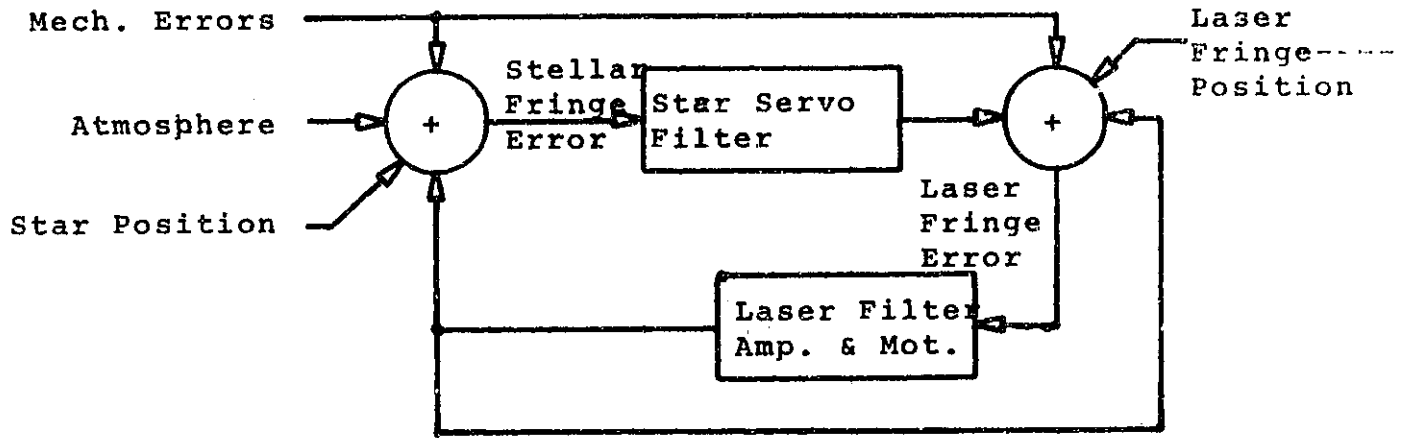 Mech. Errors
Atmosphere
Star Position
+
Stellar
Fringe
Error
Star Servo
Filter
+
Laser
Fringe
Position
Laser
Fringe
Error
Laser Filter
Amp. & Mot.